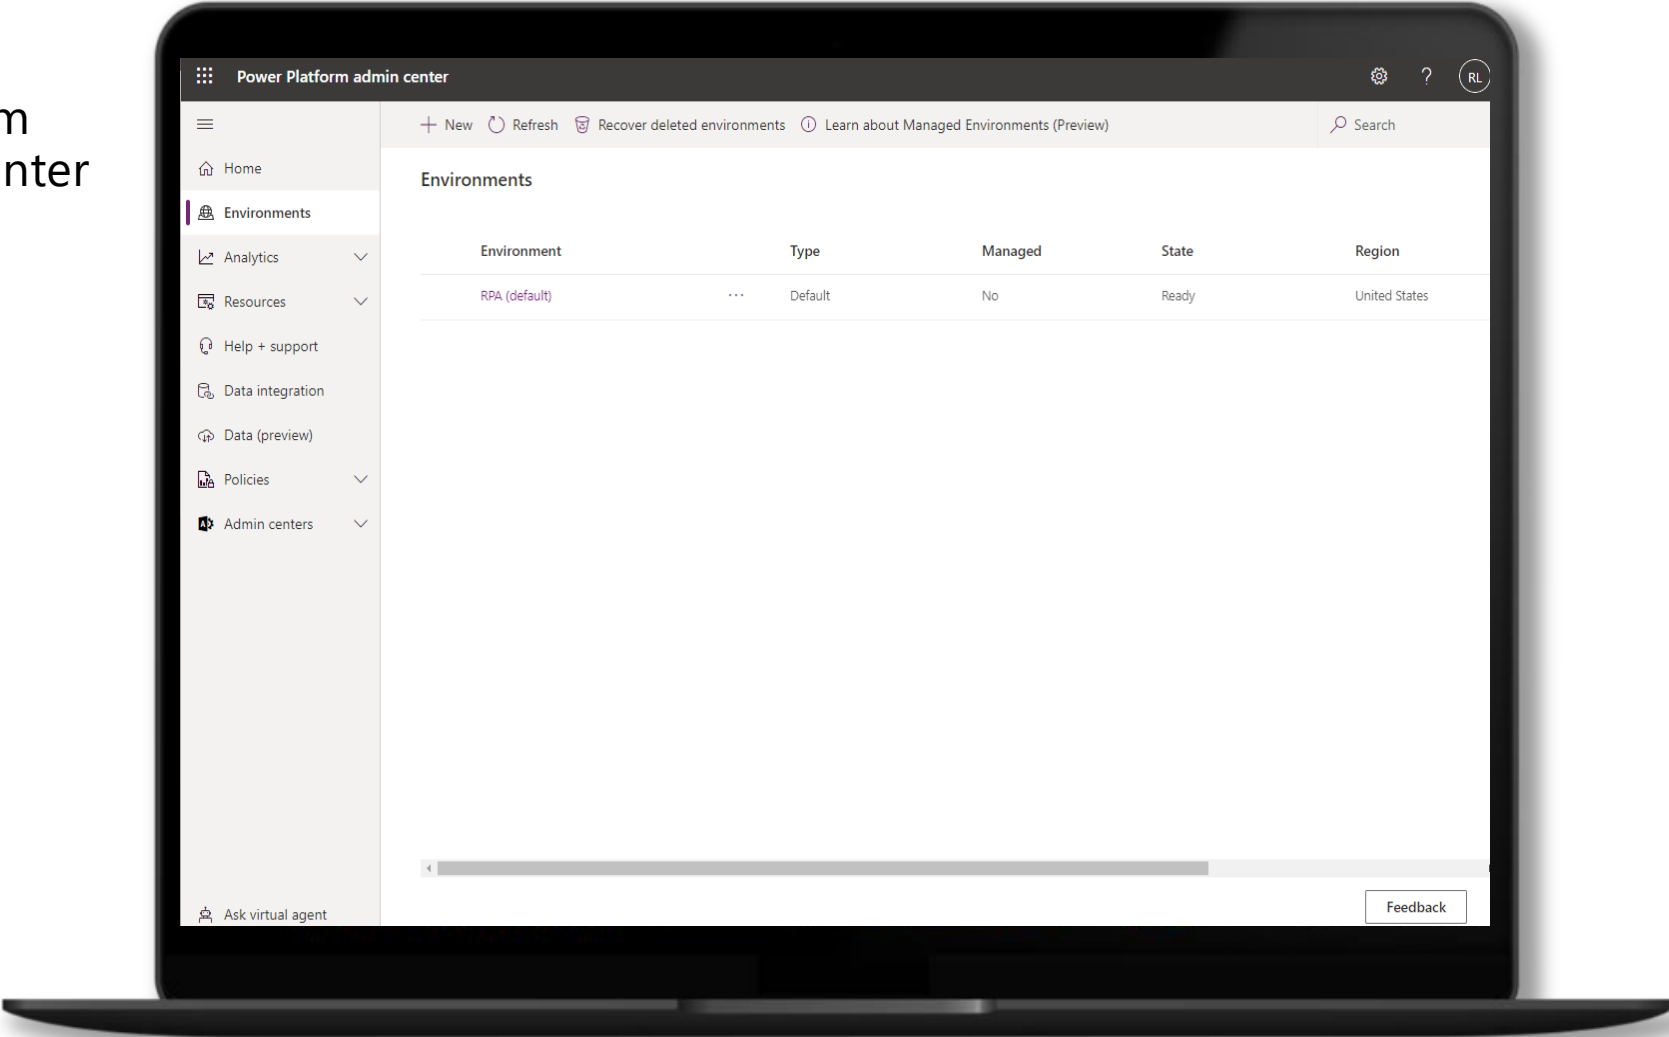 m
nter
Power Platform admin center
? RL
New Refresh Recover deleted environments Learn about Managed Environments (Preview) Search
Home
Environments
Analytics
Resources
Help + support
Data integration
Data (preview)
Policies
Admin centers
Ask virtual agent
Environments
Environment Type Managed State Region
RPA (default) ... Default No Ready United States
Feedback